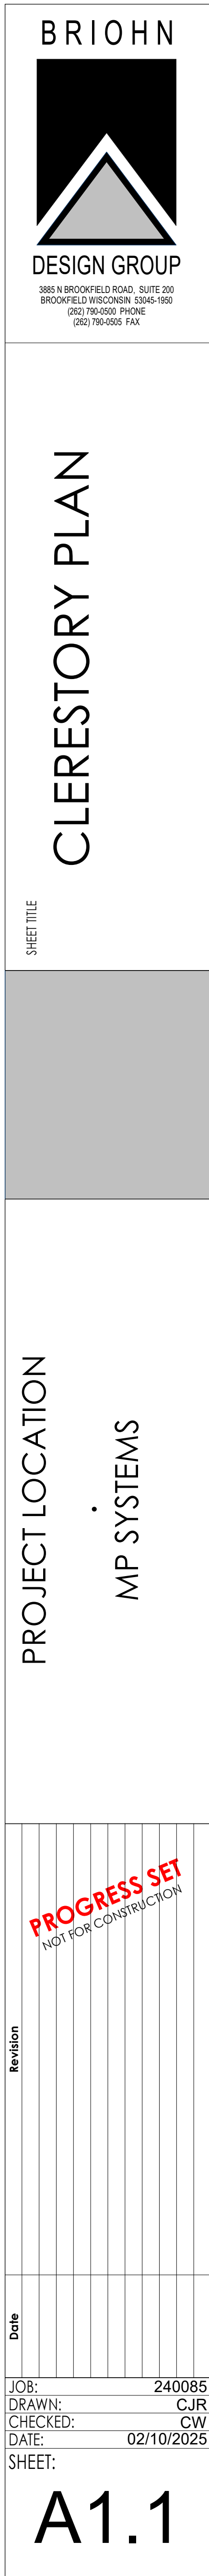 BRIOHN
DESIGN GROUP
3885 N BROOKFIELD ROAD, SUITE 200
BROOKFIELD WISCONSIN 53045-1950
(262) 790-0500 PHONE
(262) 790-0505 FAX
SHEET TITLE
CLERESTORY PLAN
PROJECT LOCATION
MP SYSTEMS
PROGRESS SET
NOT FOR CONSTRUCTION
Revision
Date
JOB: 240085
DRAWN: CJR
CHECKED: CW
DATE: 02/10/2025
SHEET:
A1.1